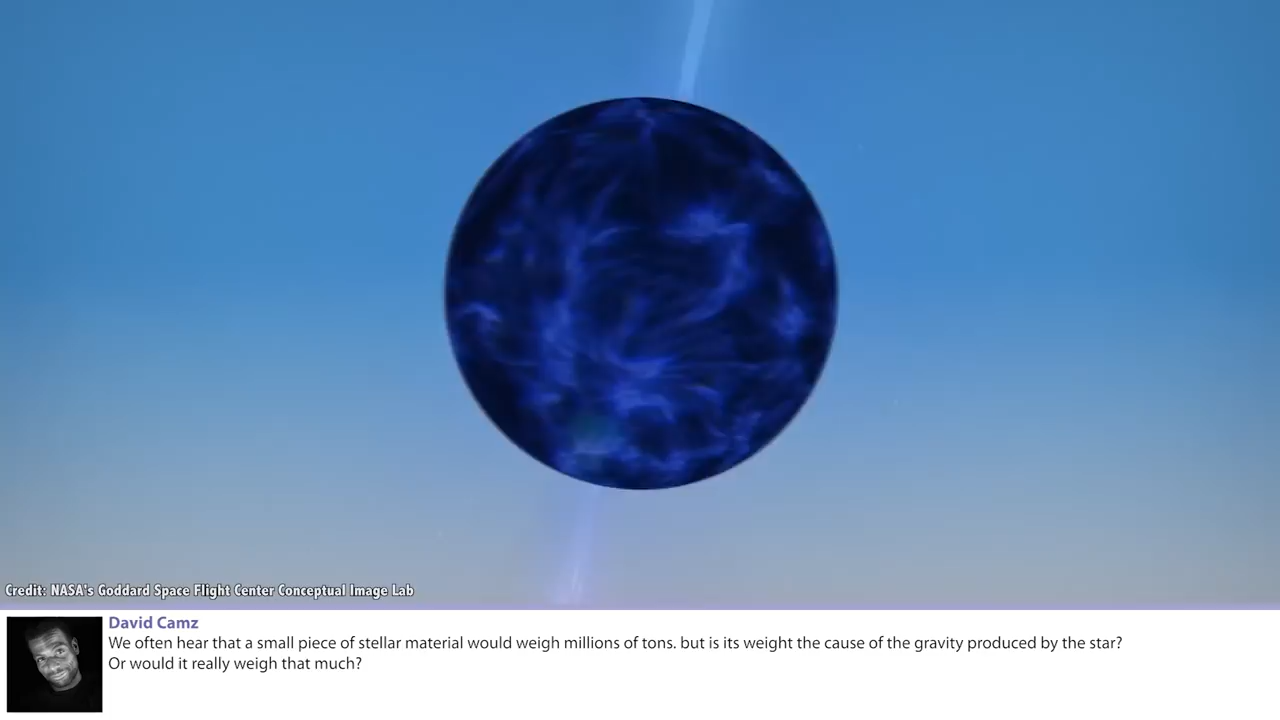 Credit: NASA's Goddard Space Flight Center Conceptual Image Lab
David Camz
We often hear that a small piece of stellar material would weigh millions of tons. but is its weight the cause of the gravity produced by the star?
Or would it really weigh that much?